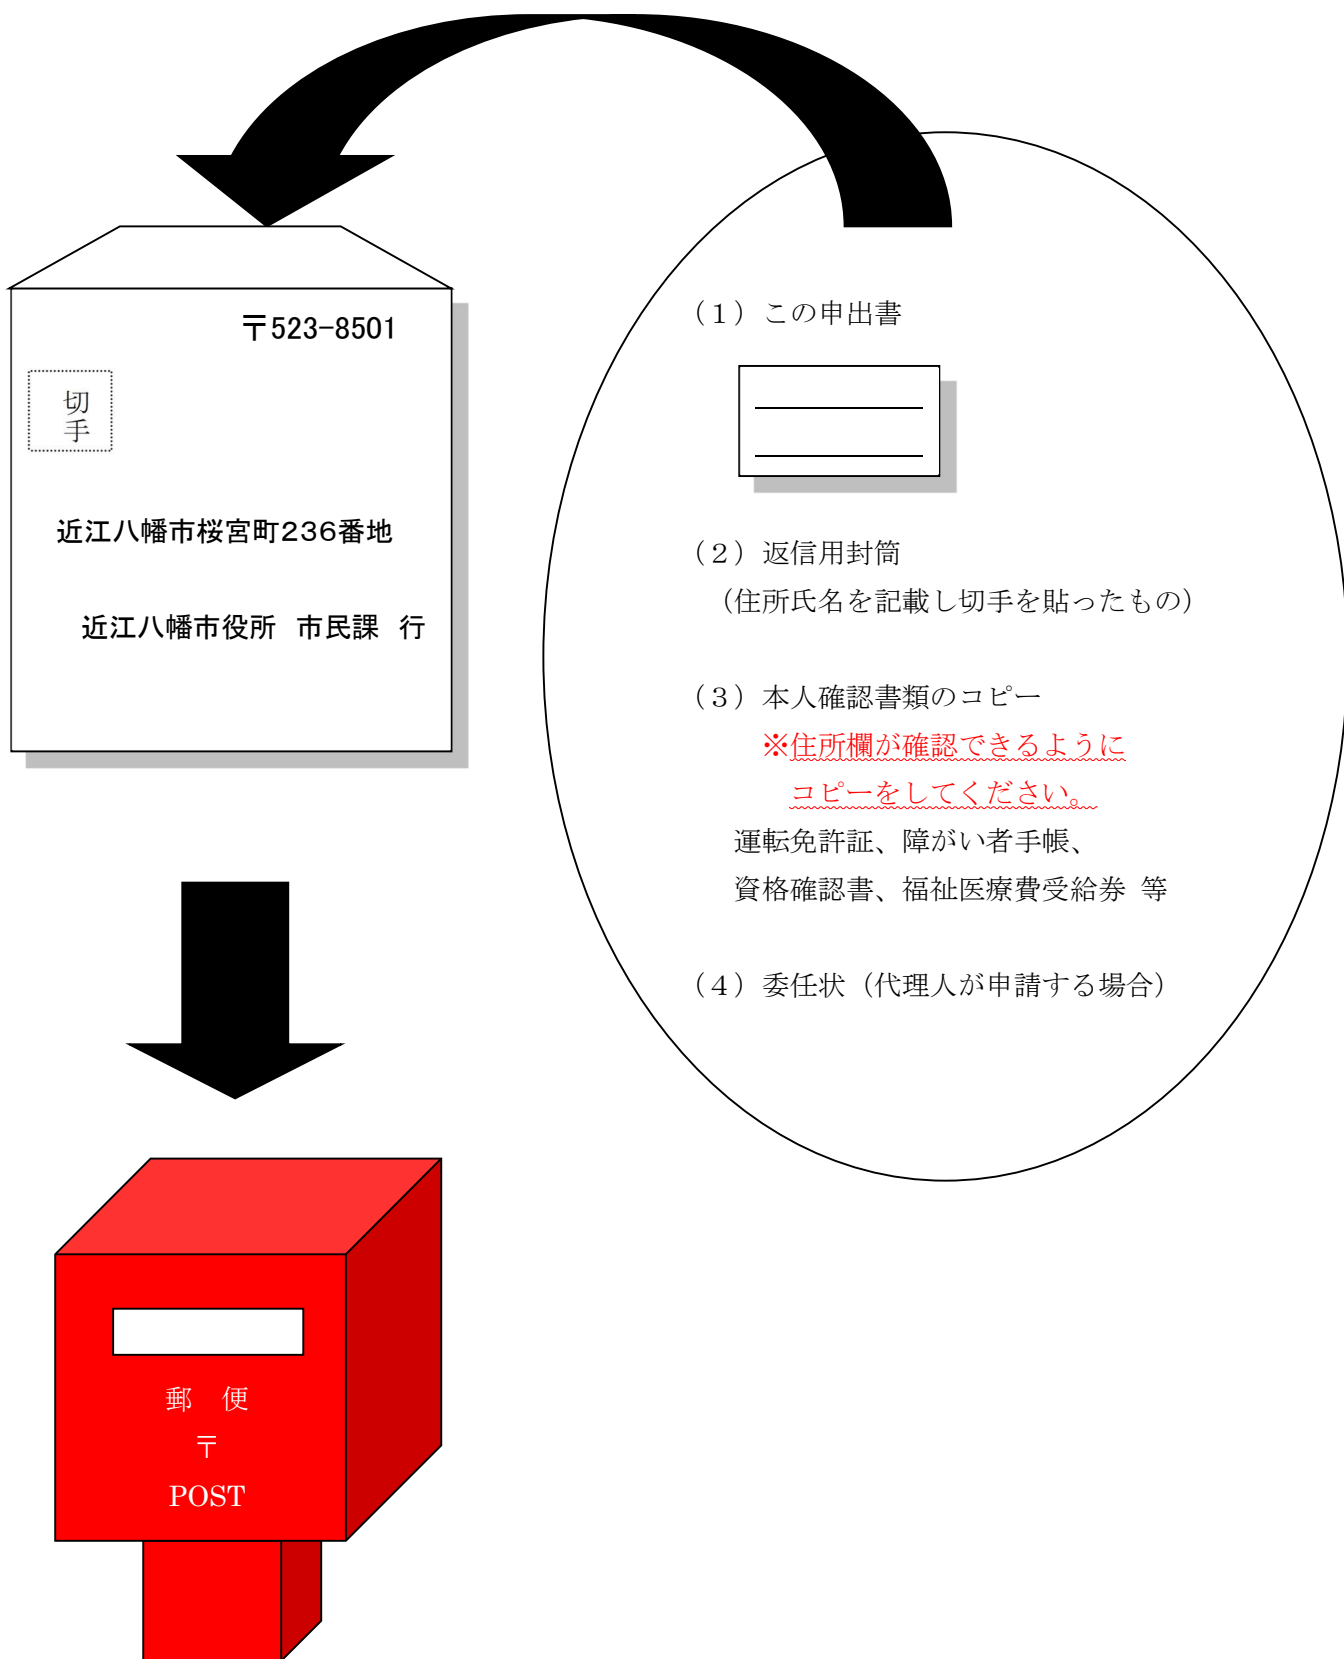 〒523-8501
切手
近江八幡市桜宮町236番地
近江八幡市役所　市民課　行
（１）この申出書
（２）返信用封筒
（住所氏名を記載し切手を貼ったもの）
（３）本人確認書類のコピー
※住所欄が確認できるように
コピーをしてください。
運転免許証、障がい者手帳、
資格確認書、福祉医療費受給券 等
（４）委任状（代理人が申請する場合）
郵　便
〒
POST